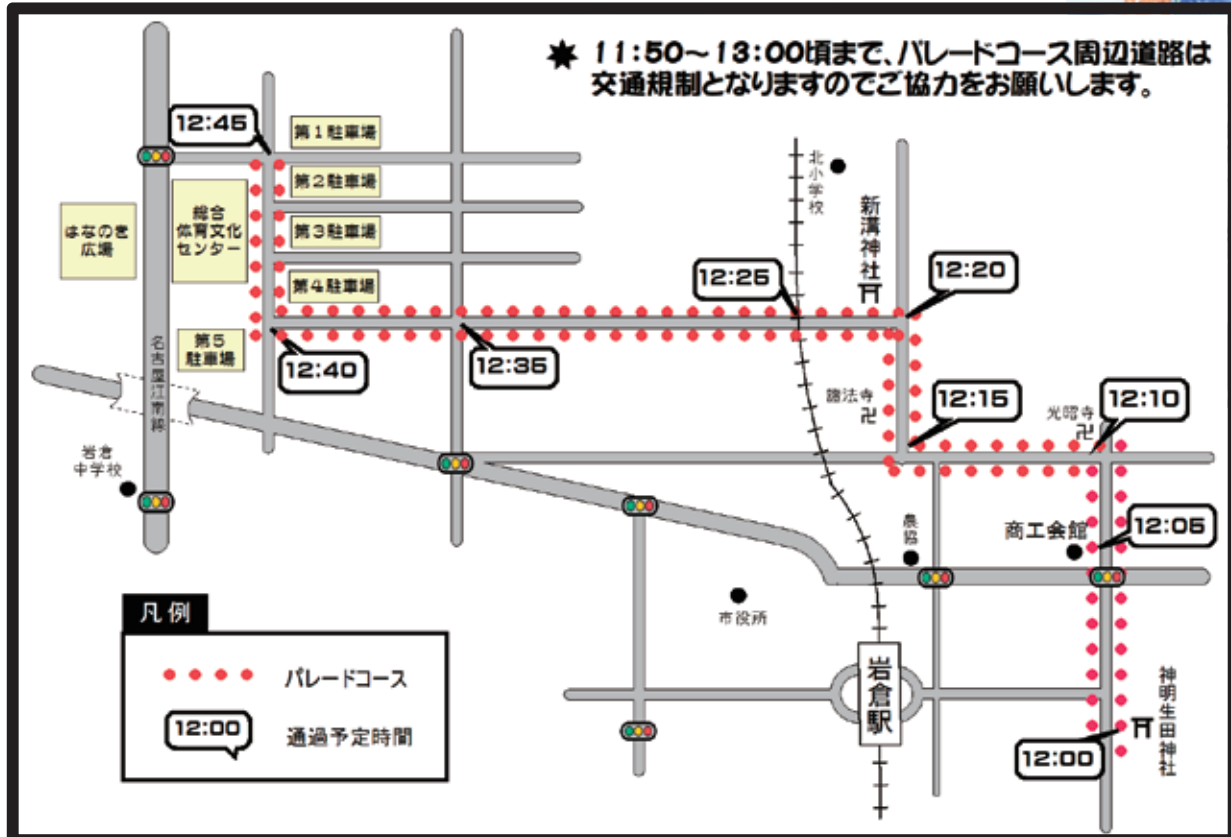 ✷ 11:50～13:00頃まで、パレードコース周辺道路は
交通規制となりますのでご協力をお願いします。
12:45
第1駐車場
第2駐車場
総合
体育文化
センター
はなのき
広場
第3駐車場
第4駐車場
第5
駐車場
名古屋江南線
12:40
12:35
12:25
北小学校
新溝神社
12:20
諦法寺
12:15
光昭寺
12:10
岩倉
中学校
農協
商工会館
12:05
市役所
岩倉駅
神明生田神社
12:00
凡例
パレードコース
12:00
通過予定時間